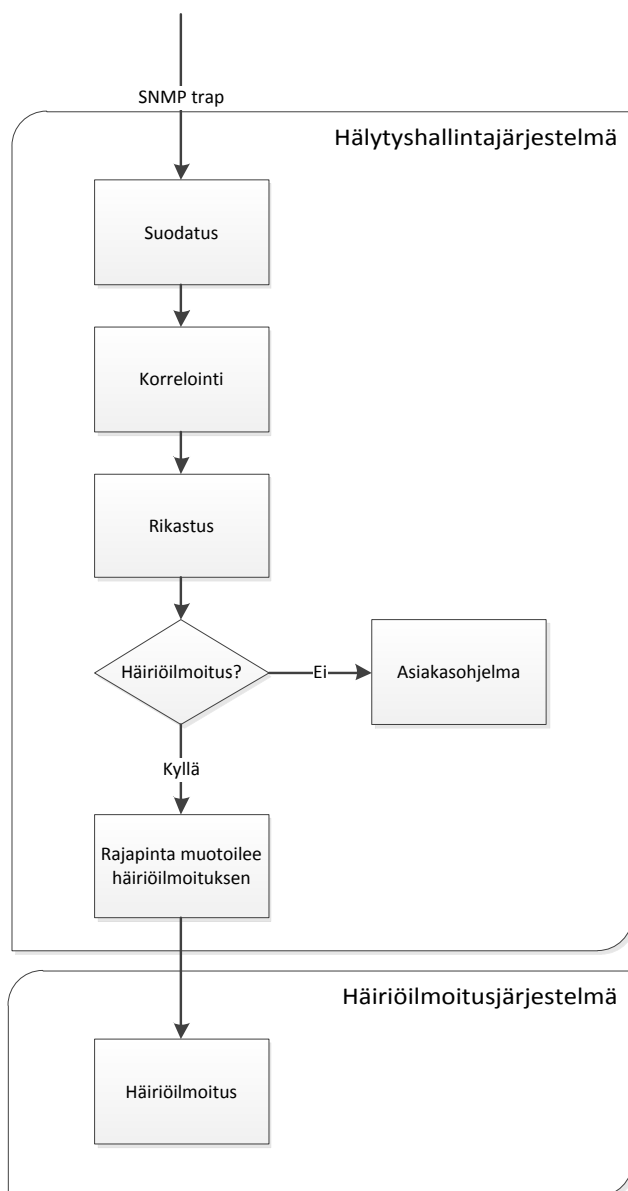 SNMP trap
Hälytyshallintajärjestelmä
Suodatus
Korrelointi
Rikastus
Häiriöilmoitus?
Ei
Asiakasohjelma
Kyllä
Rajapinta muotoilee
häiriöilmoituksen
Häiriöilmoitusjärjestelmä
Häiriöilmoitus